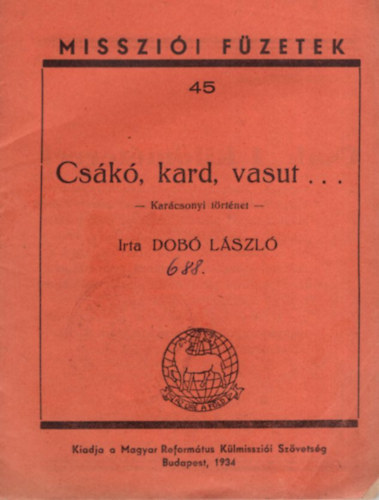 MISSZIÓI FÜZETEK
45
Csákó, kard, vasut . . .
— Karácsonyi történet —
Irta DOBÓ LÁSZLÓ
688.
Kiadja a Magyar Református Külmissziói Szövetség
Budapest, 1934